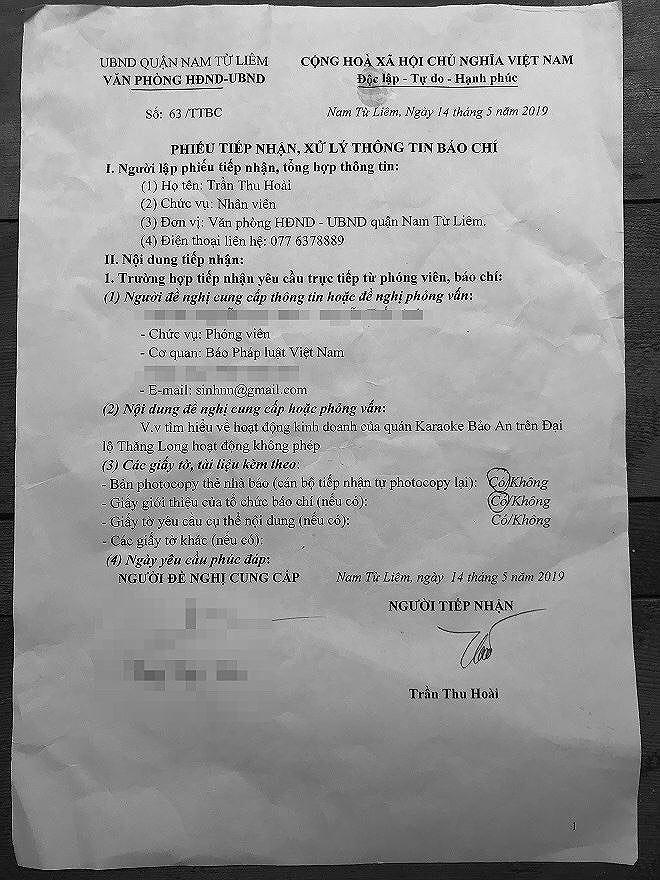 UBND QUẬN NAM TỪ LIÊM
VĂN PHÒNG HĐND-UBND
CỘNG HOÀ XÃ HỘI CHỦ NGHĨA VIỆT NAM
Độc lập - Tự do - Hạnh phúc
Số: 63 /TTBC
Nam Từ Liêm, Ngày 14 tháng 5 năm 2019
PHIẾU TIẾP NHẬN, XỬ LÝ THÔNG TIN BÁO CHÍ
I. Người lập phiếu tiếp nhận, tổng hợp thông tin:
(1) Họ tên: Trần Thu Hoài
(2) Chức vụ: Nhân viên
(3) Đơn vị: Văn phòng HĐND - UBND quận Nam Từ Liêm.
(4) Điện thoại liên hệ: 077 6378889
II. Nội dung tiếp nhận:
1. Trường hợp tiếp nhận yêu cầu trực tiếp từ phóng viên, báo chí:
(1) Người đề nghị cung cấp thông tin hoặc đề nghị phỏng vấn:
- Chức vụ: Phóng viên
- Cơ quan: Báo Pháp luật Việt Nam
- E-mail: sinhnn@gmail.com
(2) Nội dung đề nghị cung cấp hoặc phỏng vấn:
V.v tìm hiểu về hoạt động kinh doanh của quán Karaoke Bảo An trên Đại
lộ Thăng Long hoạt động không phép
(3) Các giấy tờ, tài liệu kèm theo:
- Bản photocopy thẻ nhà báo (cán bộ tiếp nhận tự photocopy lại): Có/Không
- Giấy giới thiệu của tổ chức báo chí (nếu có): Có/Không
- Giấy tờ yêu cầu cụ thể nội dung (nếu có): Có/Không
- Các giấy tờ khác (nếu có):
(4) Ngày yêu cầu phúc đáp:
NGƯỜI ĐỀ NGHỊ CUNG CẤP
Nam Từ Liêm, ngày 14 tháng 5 năm 2019
NGƯỜI TIẾP NHẬN
Trần Thu Hoài
1